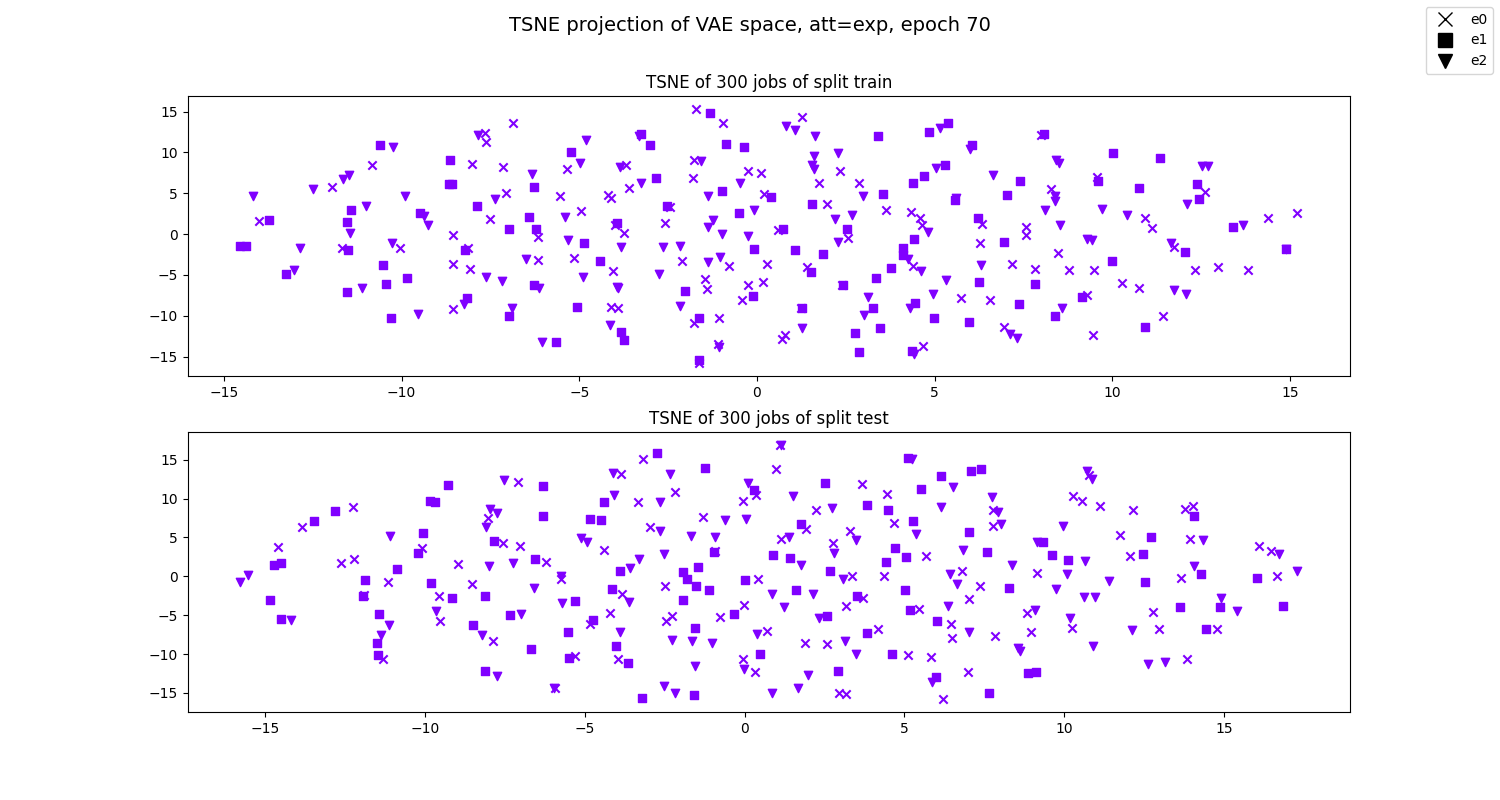 TSNE projection of VAE space, att=exp, epoch 70
e0
e1
e2
TSNE of 300 jobs of split train
15
10
5
0
−5
−10
−15
−15 −10 −5 0 5 10 15
TSNE of 300 jobs of split test
15
10
5
0
−5
−10
−15
−15 −10 −5 0 5 10 15